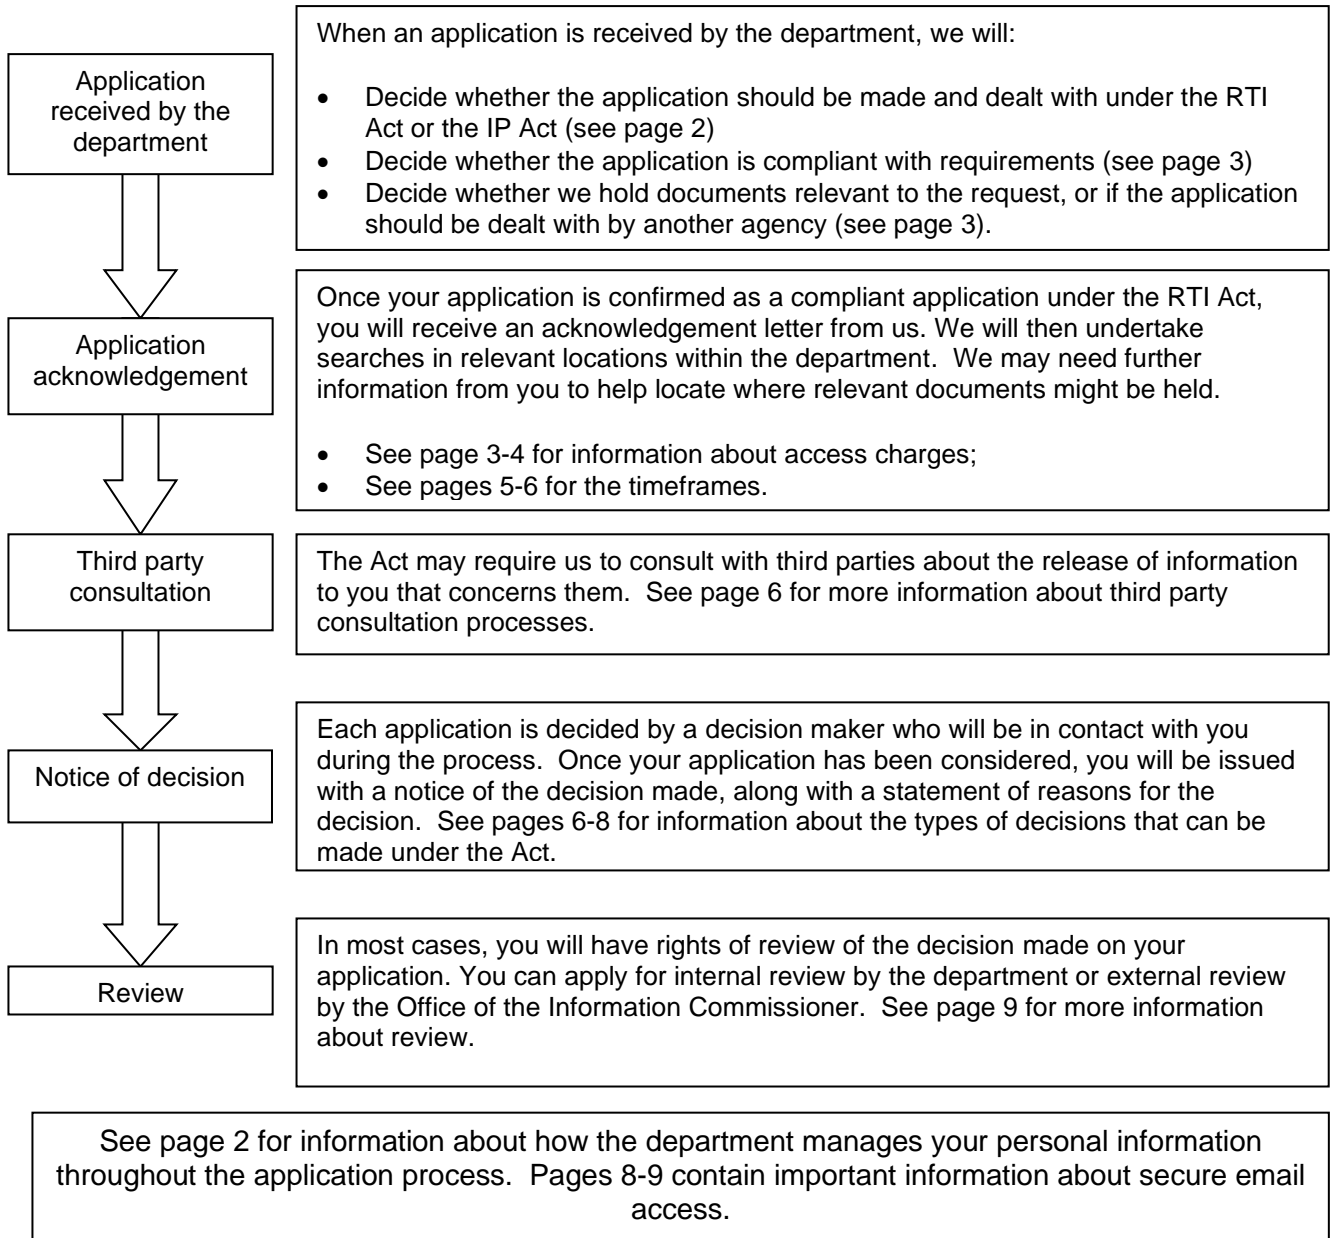 Application
received by the
department
When an application is received by the department, we will:
• Decide whether the application should be made and dealt with under the RTI
Act or the IP Act (see page 2)
• Decide whether the application is compliant with requirements (see page 3)
• Decide whether we hold documents relevant to the request, or if the application
should be dealt with by another agency (see page 3).
Application
acknowledgement
Once your application is confirmed as a compliant application under the RTI Act,
you will receive an acknowledgement letter from us. We will then undertake
searches in relevant locations within the department.  We may need further
information from you to help locate where relevant documents might be held.
• See page 3-4 for information about access charges;
• See pages 5-6 for the timeframes.
Third party
consultation
The Act may require us to consult with third parties about the release of information
to you that concerns them.  See page 6 for more information about third party
consultation processes.
Notice of decision
Each application is decided by a decision maker who will be in contact with you
during the process.  Once your application has been considered, you will be issued
with a notice of the decision made, along with a statement of reasons for the
decision.  See pages 6-8 for information about the types of decisions that can be
made under the Act.
Review
In most cases, you will have rights of review of the decision made on your
application. You can apply for internal review by the department or external review
by the Office of the Information Commissioner.  See page 9 for more information
about review.
See page 2 for information about how the department manages your personal information
throughout the application process.  Pages 8-9 contain important information about secure email
access.